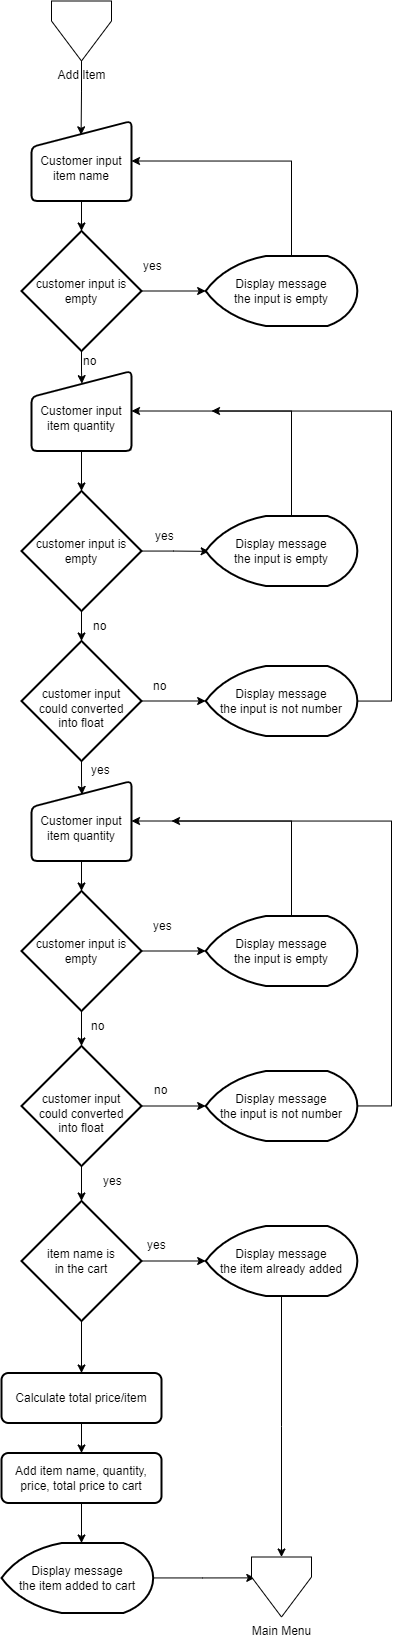 Add Item
Customer input
item name
yes
customer input is
empty
Display message
the input is empty
no
Customer input
item quantity
yes
customer input is
empty
Display message
the input is empty
no
no
customer input
could converted
into float
Display message
the input is not number
yes
Customer input
item quantity
yes
customer input is
empty
Display message
the input is empty
no
no
customer input
could converted
into float
Display message
the input is not number
yes
yes
item name is
in the cart
Display message
the item already added
Calculate total price/item
Add item name, quantity,
price, total price to cart
Display message
the item added to cart
Main Menu